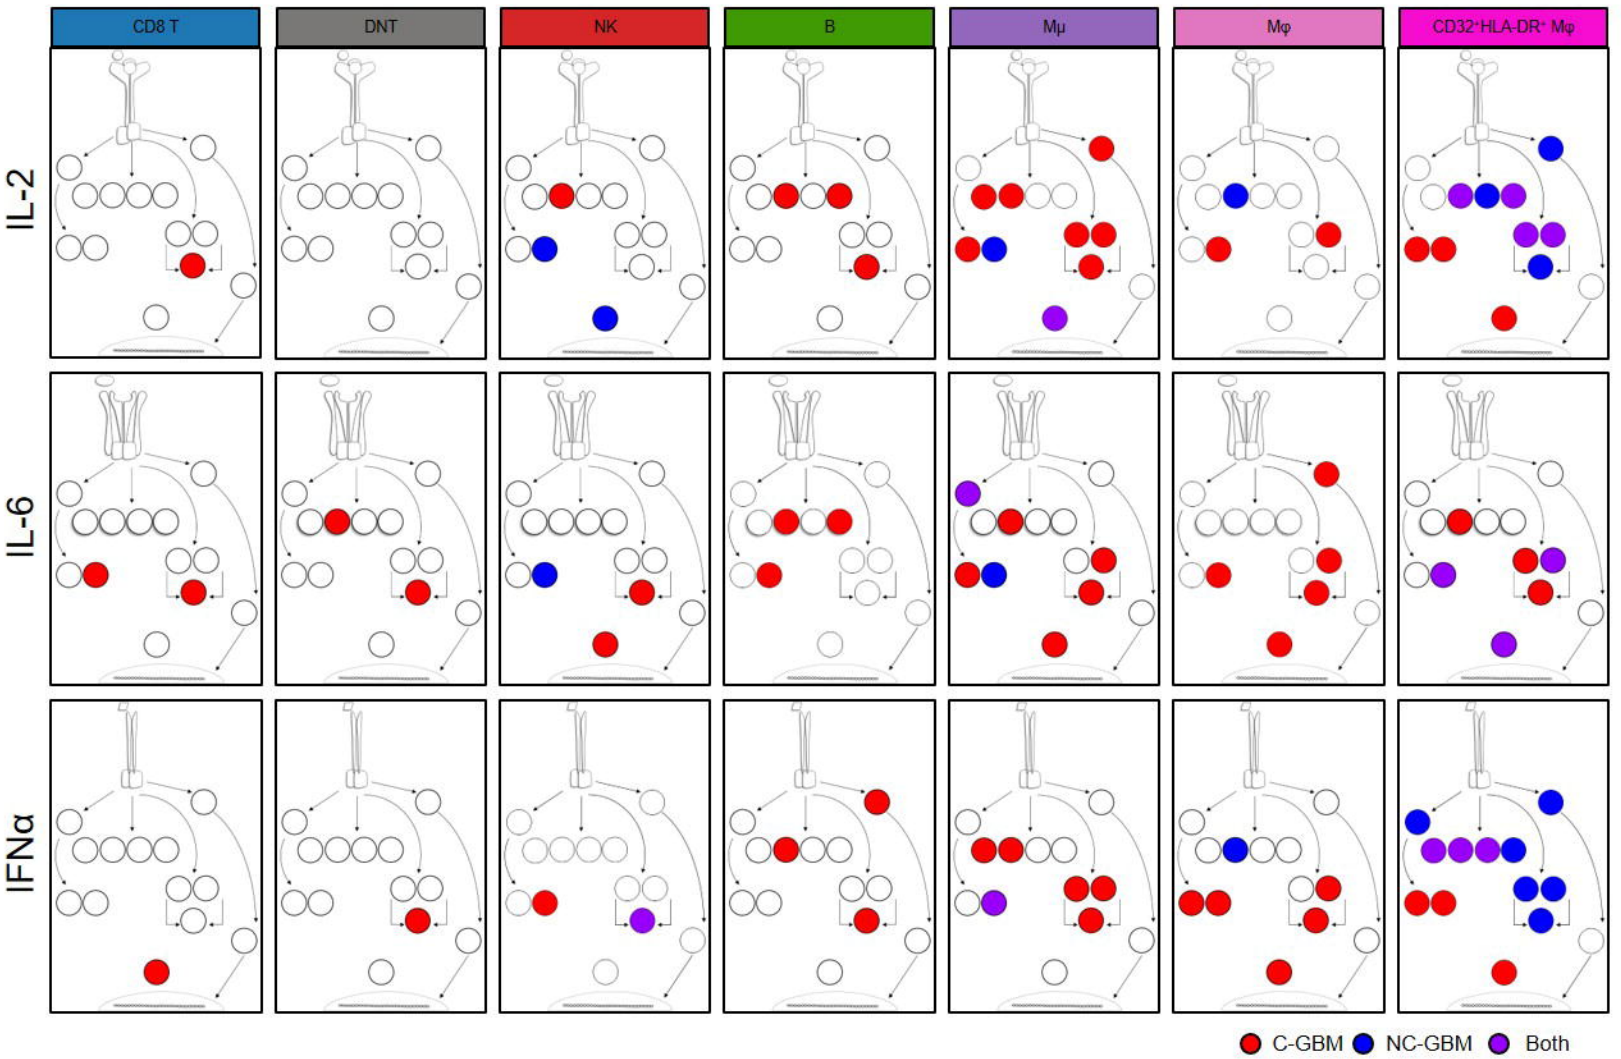 CD8 T DNT NK B Mμ Mφ CD32⁺HLA-DR⁺ Mφ
IL-2
IL-6
IFNα
C-GBM NC-GBM Both